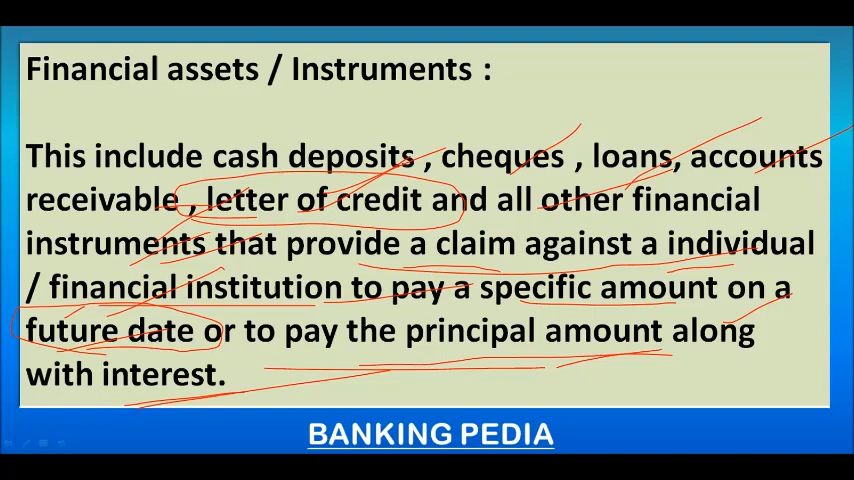 Financial assets / Instruments :
This include cash deposits , cheques , loans, accounts
receivable , letter of credit and all other financial
instruments that provide a claim against a individual
/ financial institution to pay a specific amount on a
future date or to pay the principal amount along
with interest.
BANKING PEDIA